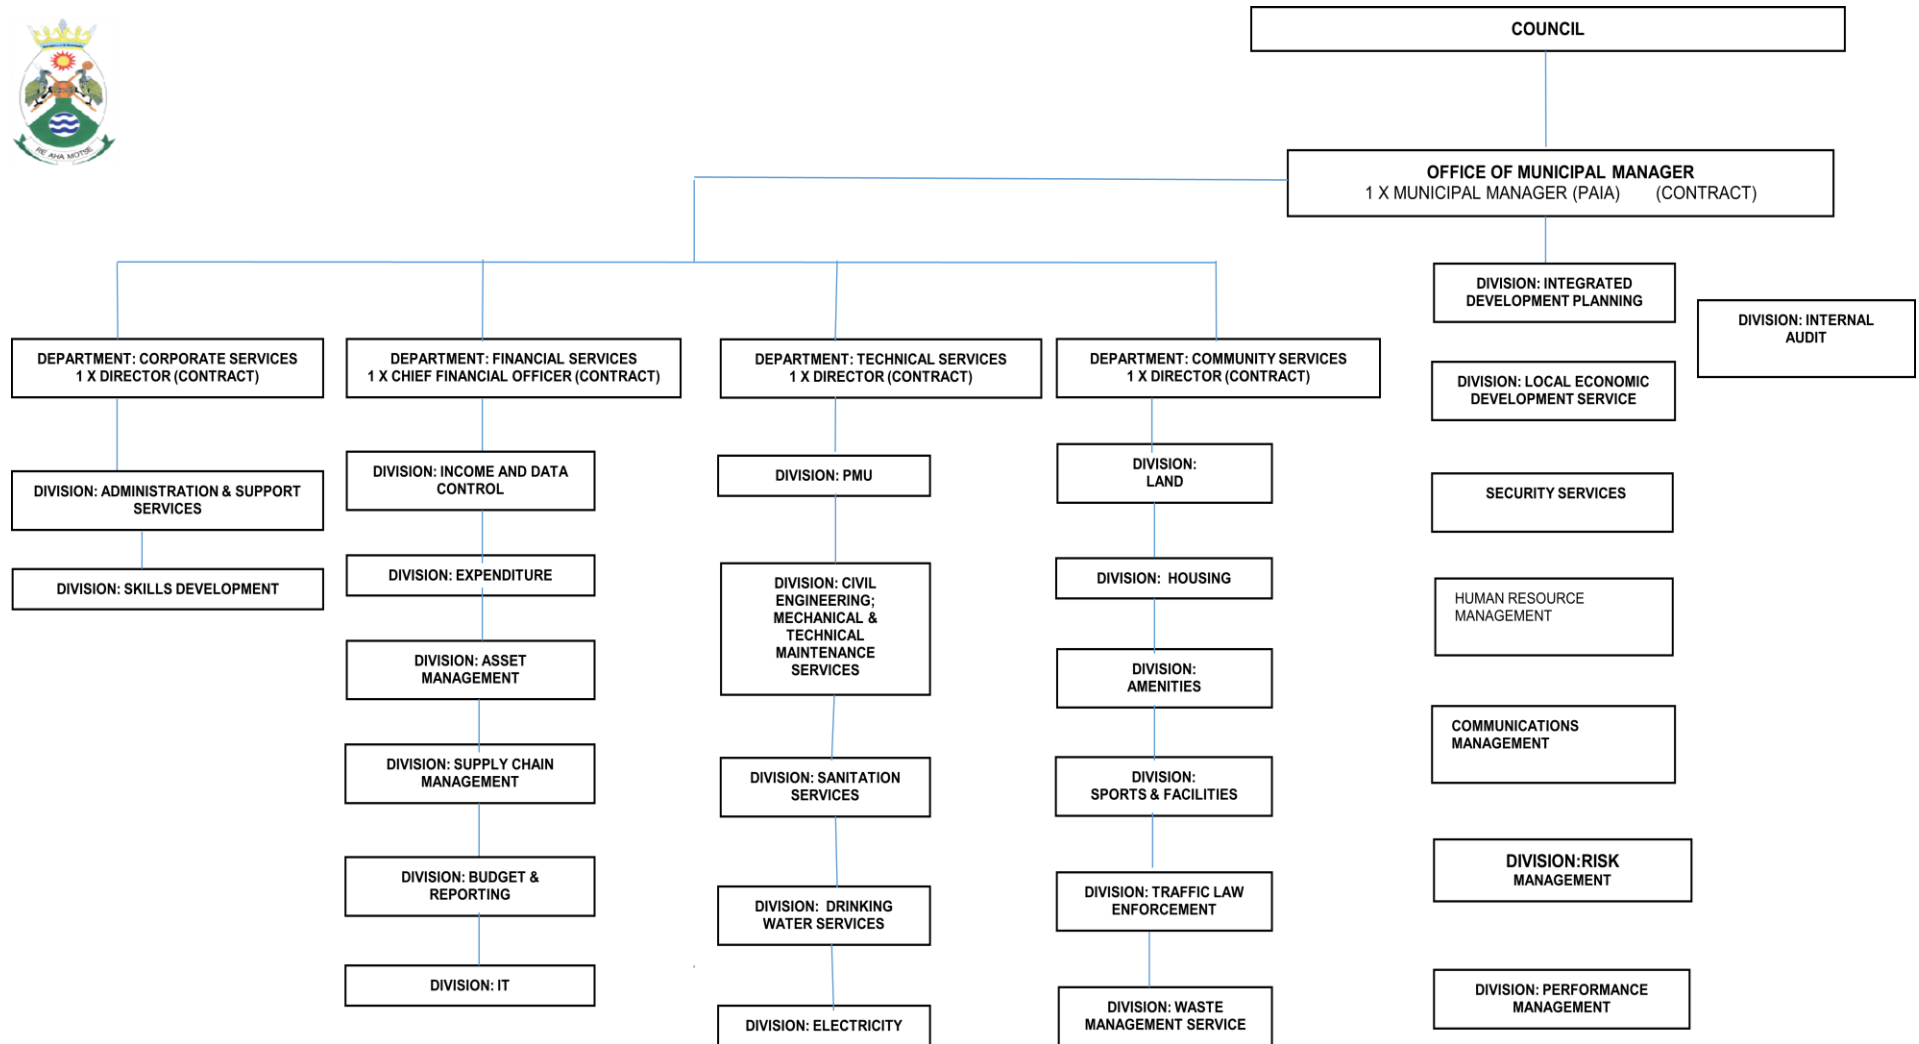 COUNCIL
OFFICE OF MUNICIPAL MANAGER
1 X MUNICIPAL MANAGER (PAIA) (CONTRACT)
RE AHA MOTSE
DEPARTMENT: CORPORATE SERVICES
1 X DIRECTOR (CONTRACT)
DIVISION: ADMINISTRATION & SUPPORT
SERVICES
DIVISION: SKILLS DEVELOPMENT
DEPARTMENT: FINANCIAL SERVICES
1 X CHIEF FINANCIAL OFFICER (CONTRACT)
DIVISION: INCOME AND DATA
CONTROL
DIVISION: EXPENDITURE
DIVISION: ASSET
MANAGEMENT
DIVISION: SUPPLY CHAIN
MANAGEMENT
DIVISION: BUDGET &
REPORTING
DIVISION: IT
DEPARTMENT: TECHNICAL SERVICES
1 X DIRECTOR (CONTRACT)
DIVISION: PMU
DIVISION: CIVIL
ENGINEERING;
MECHANICAL &
TECHNICAL
MAINTENANCE
SERVICES
DIVISION: SANITATION
SERVICES
DIVISION: DRINKING
WATER SERVICES
DIVISION: ELECTRICITY
DEPARTMENT: COMMUNITY SERVICES
1 X DIRECTOR (CONTRACT)
DIVISION:
LAND
DIVISION: HOUSING
DIVISION:
AMENITIES
DIVISION:
SPORTS & FACILITIES
DIVISION: TRAFFIC LAW
ENFORCEMENT
DIVISION: WASTE
MANAGEMENT SERVICE
DIVISION: INTEGRATED
DEVELOPMENT PLANNING
DIVISION: LOCAL ECONOMIC
DEVELOPMENT SERVICE
SECURITY SERVICES
HUMAN RESOURCE
MANAGEMENT
COMMUNICATIONS
MANAGEMENT
DIVISION:RISK
MANAGEMENT
DIVISION: PERFORMANCE
MANAGEMENT
DIVISION: INTERNAL
AUDIT